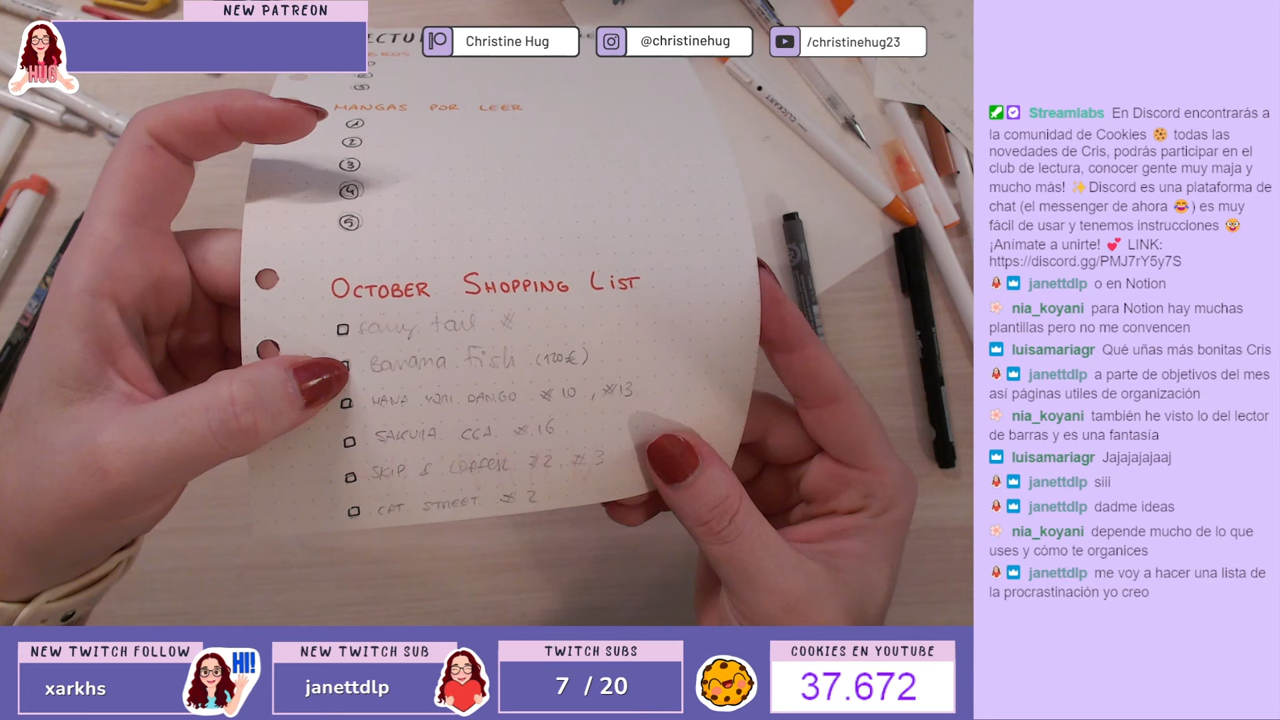 NEW PATREON
HUG
Christine Hug
@christinehug
/christinehug23
CLICKART
MANGAS POR LEER
1
2
3
4
5
OCTOBER SHOPPING LIST
fairy tail #
Banana Fish (120€)
HANA YORI DANGO #10, #13
SAKURA CCA #16
SKIP & LOAFER #2 #3
CAT STREET #2
Streamlabs En Discord encontrarás a
la comunidad de Cookies 🍪 todas las
novedades de Cris, podrás participar en el
club de lectura, conocer gente muy maja y
mucho más! ✨Discord es una plataforma de
chat (el messenger de ahora 😂) es muy
fácil de usar y tenemos instrucciones 🤓
¡Anímate a unirte! 💕 LINK:
https://discord.gg/PMJ7rY5y7S
janettdlp o en Notion
nia_koyani para Notion hay muchas
plantillas pero no me convencen
luisamariagr Qué uñas más bonitas Cris
janettdlp a parte de objetivos del mes
así páginas utiles de organización
nia_koyani también he visto lo del lector
de barras y es una fantasía
luisamariagr Jajajajajaaj
janettdlp siii
janettdlp dadme ideas
nia_koyani depende mucho de lo que
uses y cómo te organices
janettdlp me voy a hacer una lista de
la procrastinación yo creo
NEW TWITCH FOLLOW
xarkhs
HI!
NEW TWITCH SUB
janettdlp
TWITCH SUBS
7 / 20
COOKIES EN YOUTUBE
37.672